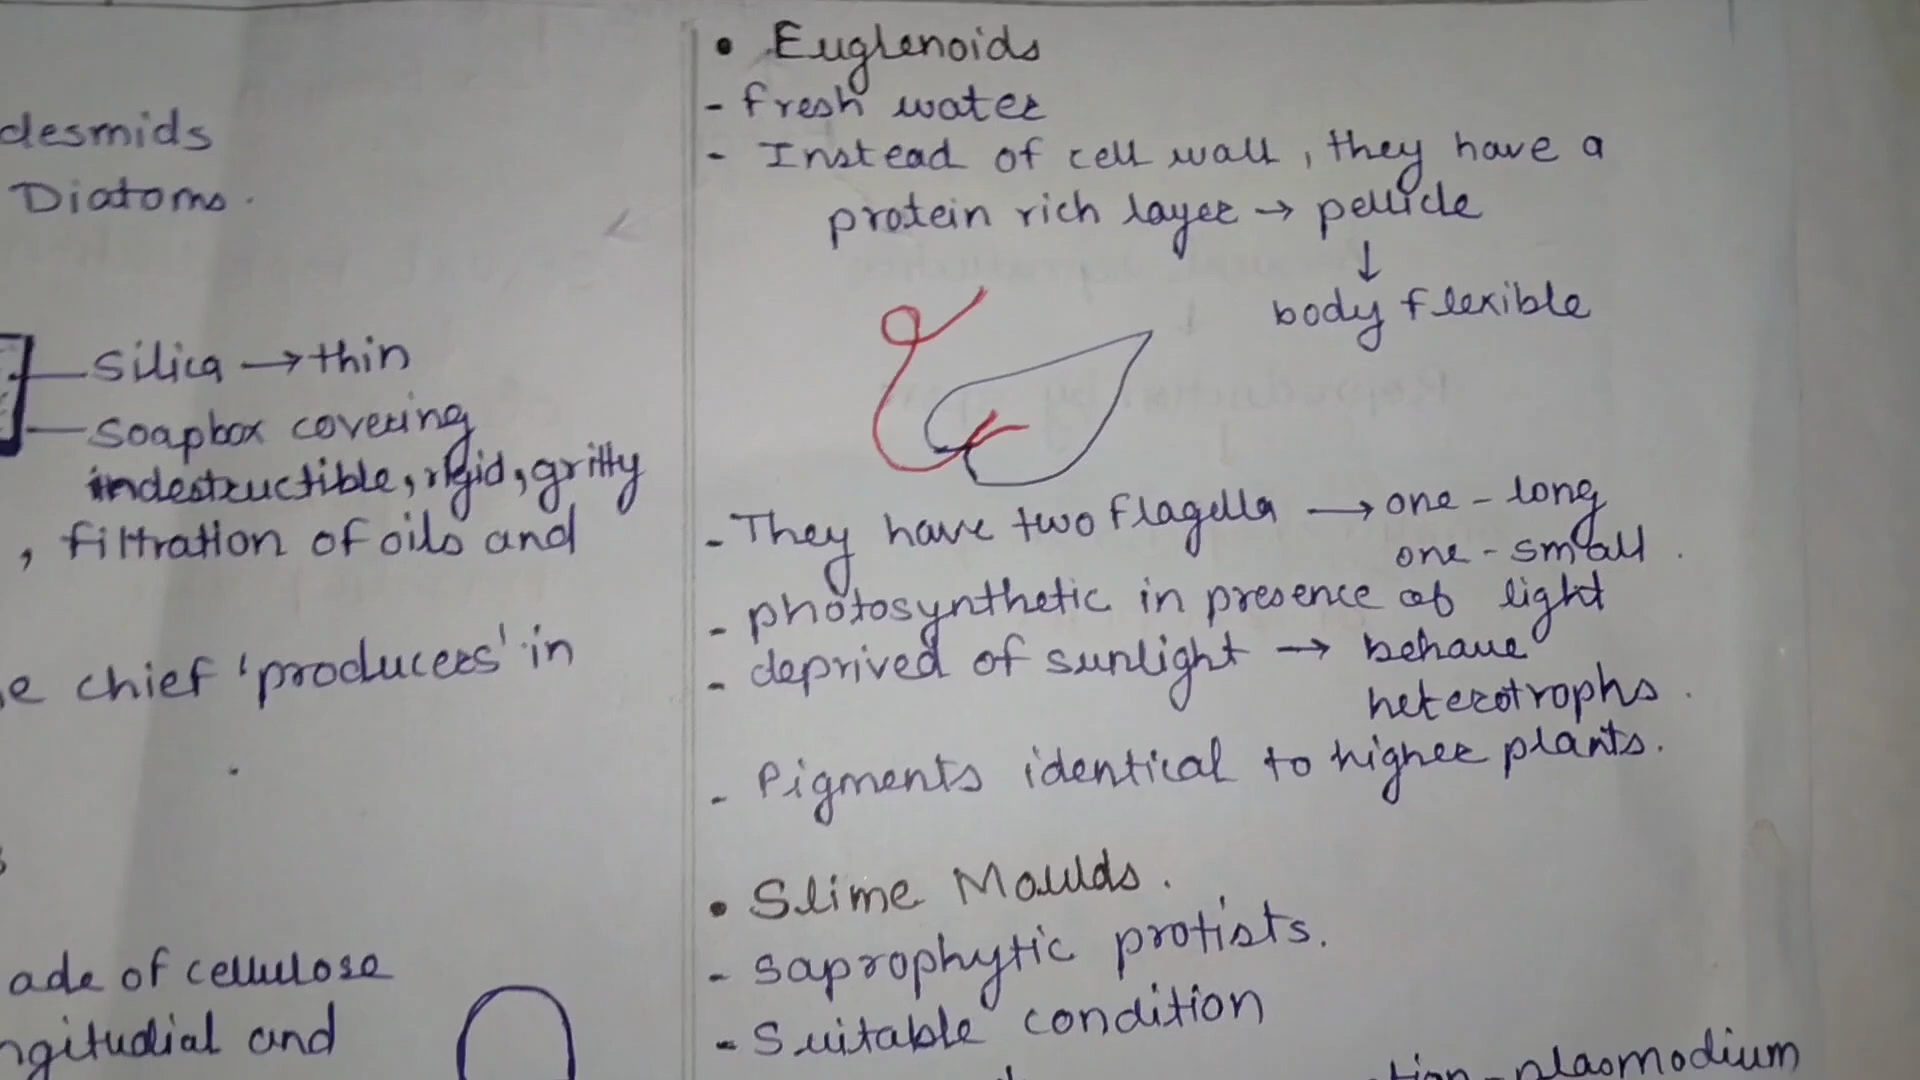 desmids
Diatoms.
Silica → thin
soapbox covering
indestructible, rigid, gritty
, filtration of oils and
chief 'producers' in
ade of cellulose
ngitudial and
• Euglenoids
- fresh water
- Instead of cell wall, they have a
protein rich layer → pellicle
↓
body flexible
- They have two flagella → one - long
one - small.
- photosynthetic in presence of light
- deprived of sunlight → behave
heterotrophs.
- Pigments identical to higher plants.
• Slime Moulds.
- saprophytic protists.
- Suitable condition
tion - plasmodium